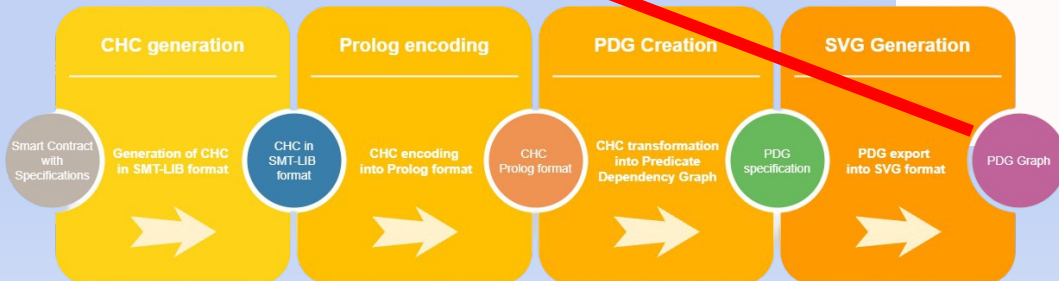 CHC generation
Prolog encoding
PDG Creation
SVG Generation
Smart Contract
with
Specifications
Generation of CHC
in SMT-LIB format
CHC in
SMT-LIB
format
CHC encoding
into Prolog format
CHC
Prolog format
CHC transformation
into Predicate
Dependency Graph
PDG
specification
PDG export
into SVG format
PDG Graph